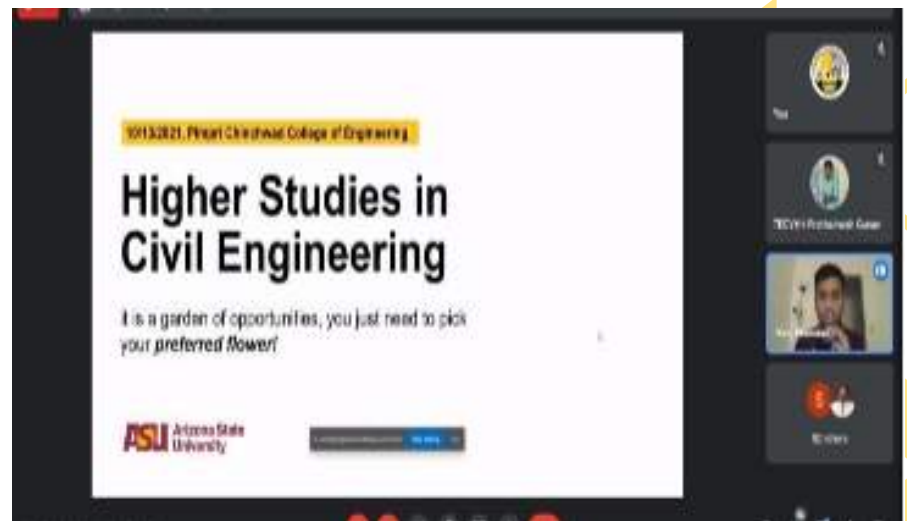 10/13/2021, Pimpri Chinchwad College of Engineering
Higher Studies in
Civil Engineering
It is a garden of opportunities, you just need to pick
your preferred flower!
ASU Arizona State
University
You